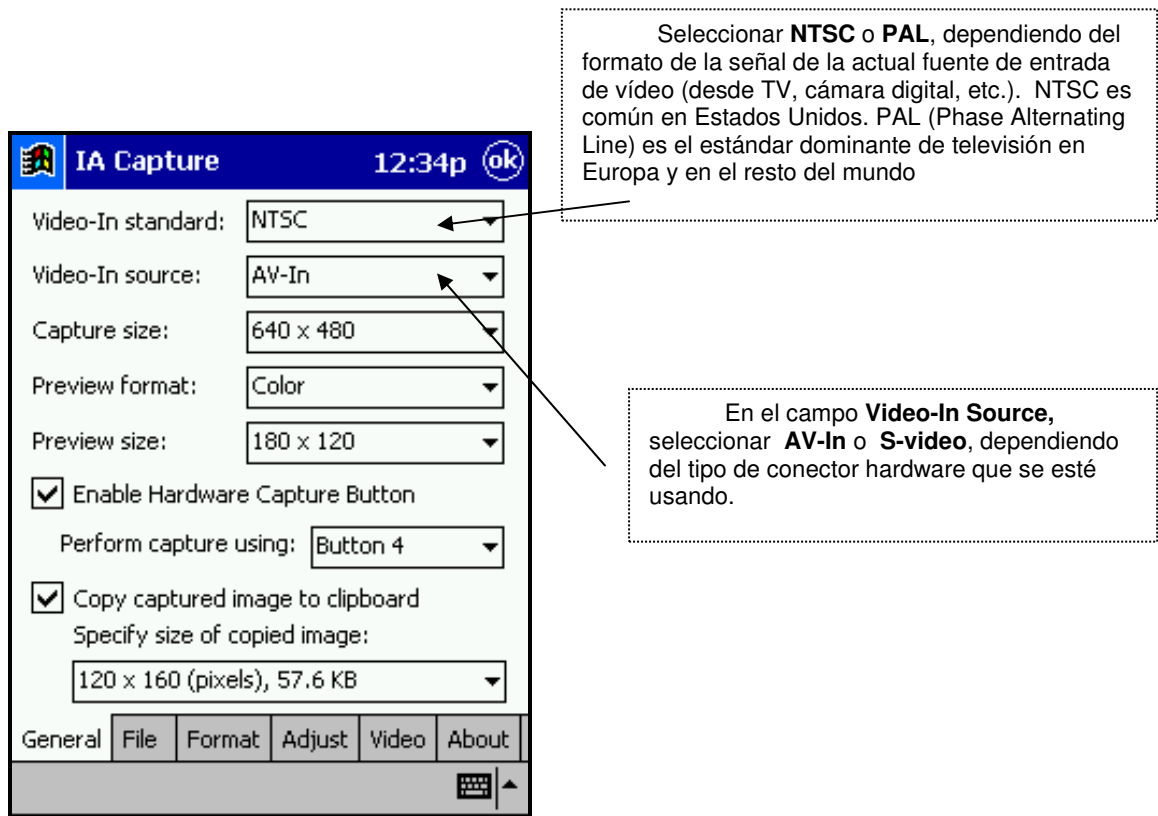 Seleccionar NTSC o PAL, dependiendo del
formato de la señal de la actual fuente de entrada
de vídeo (desde TV, cámara digital, etc.).  NTSC es
común en Estados Unidos. PAL (Phase Alternating
Line) es el estándar dominante de televisión en
Europa y en el resto del mundo
IA Capture 12:34p ok
Video-In standard: NTSC
Video-In source: AV-In
Capture size: 640 x 480
Preview format: Color
Preview size: 180 x 120
Enable Hardware Capture Button
Perform capture using: Button 4
Copy captured image to clipboard
Specify size of copied image:
120 x 160 (pixels), 57.6 KB
General File Format Adjust Video About
En el campo Video-In Source,
seleccionar AV-In o S-video, dependiendo
del tipo de conector hardware que se esté
usando.